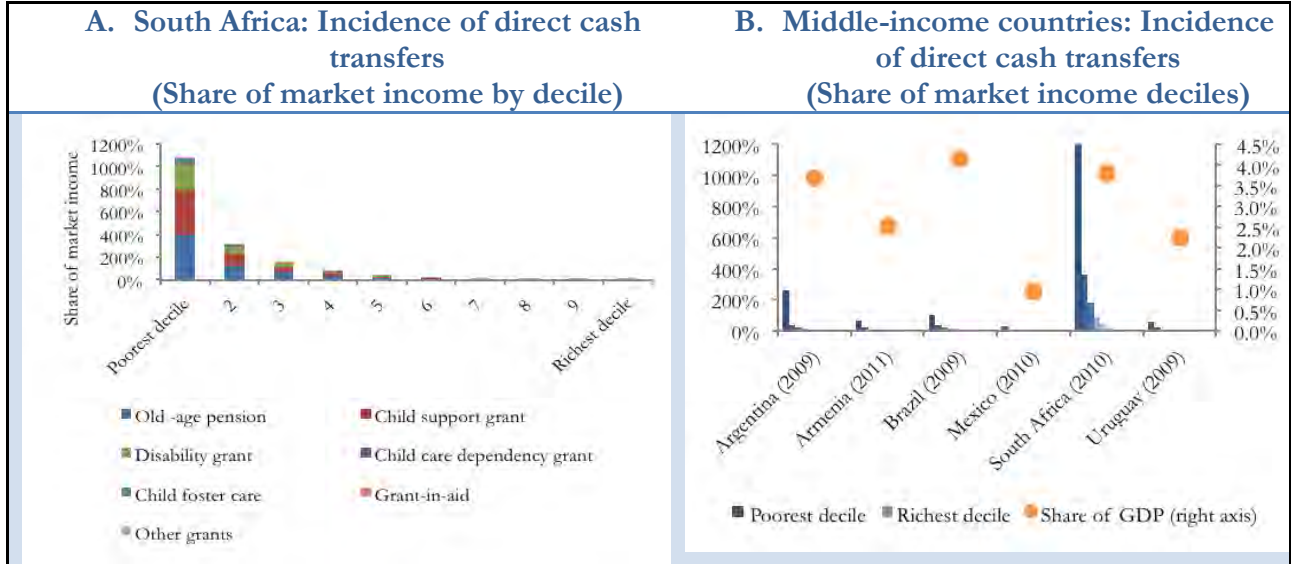 A. South Africa: Incidence of direct cash
transfers
(Share of market income by decile)
1200%
1000%
800%
600%
400%
200%
0%
Share of market income
Poorest decile
2
3
4
5
6
7
8
9
Richest decile
Old -age pension
Child support grant
Disability grant
Child care dependency grant
Child foster care
Grant-in-aid
Other grants
B. Middle-income countries: Incidence
of direct cash transfers
(Share of market income deciles)
1200%
1000%
800%
600%
400%
200%
0%
4.5%
4.0%
3.5%
3.0%
2.5%
2.0%
1.5%
1.0%
0.5%
0.0%
Argentina (2009)
Armenia (2011)
Brazil (2009)
Mexico (2010)
South Africa (2010)
Uruguay (2009)
Poorest decile
Richest decile
Share of GDP (right axis)